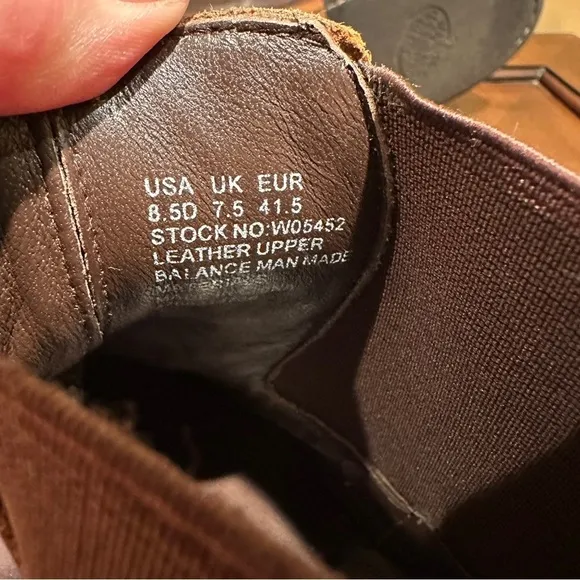 USA UK EUR
8.5D 7.5 41.5
STOCK NO:W05452
LEATHER UPPER
BALANCE MAN MADE